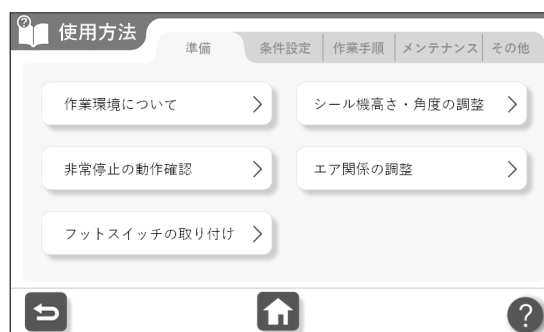 使用方法
準備
条件設定
作業手順
メンテナンス
その他
作業環境について
シール機高さ・角度の調整
非常停止の動作確認
エア関係の調整
フットスイッチの取り付け
?
?